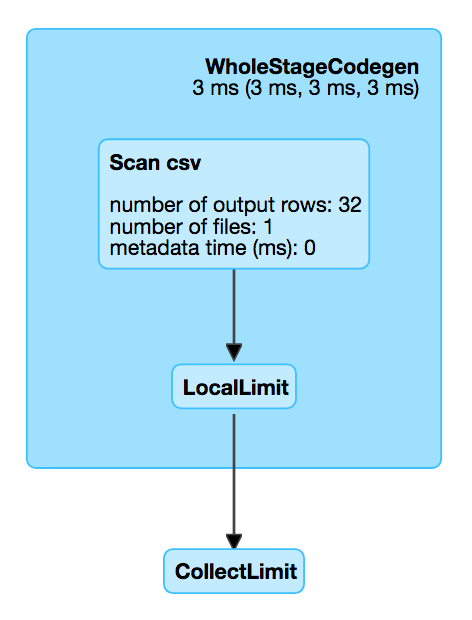 WholeStageCodegen
3 ms (3 ms, 3 ms, 3 ms)
Scan csv
number of output rows: 32
number of files: 1
metadata time (ms): 0
LocalLimit
CollectLimit